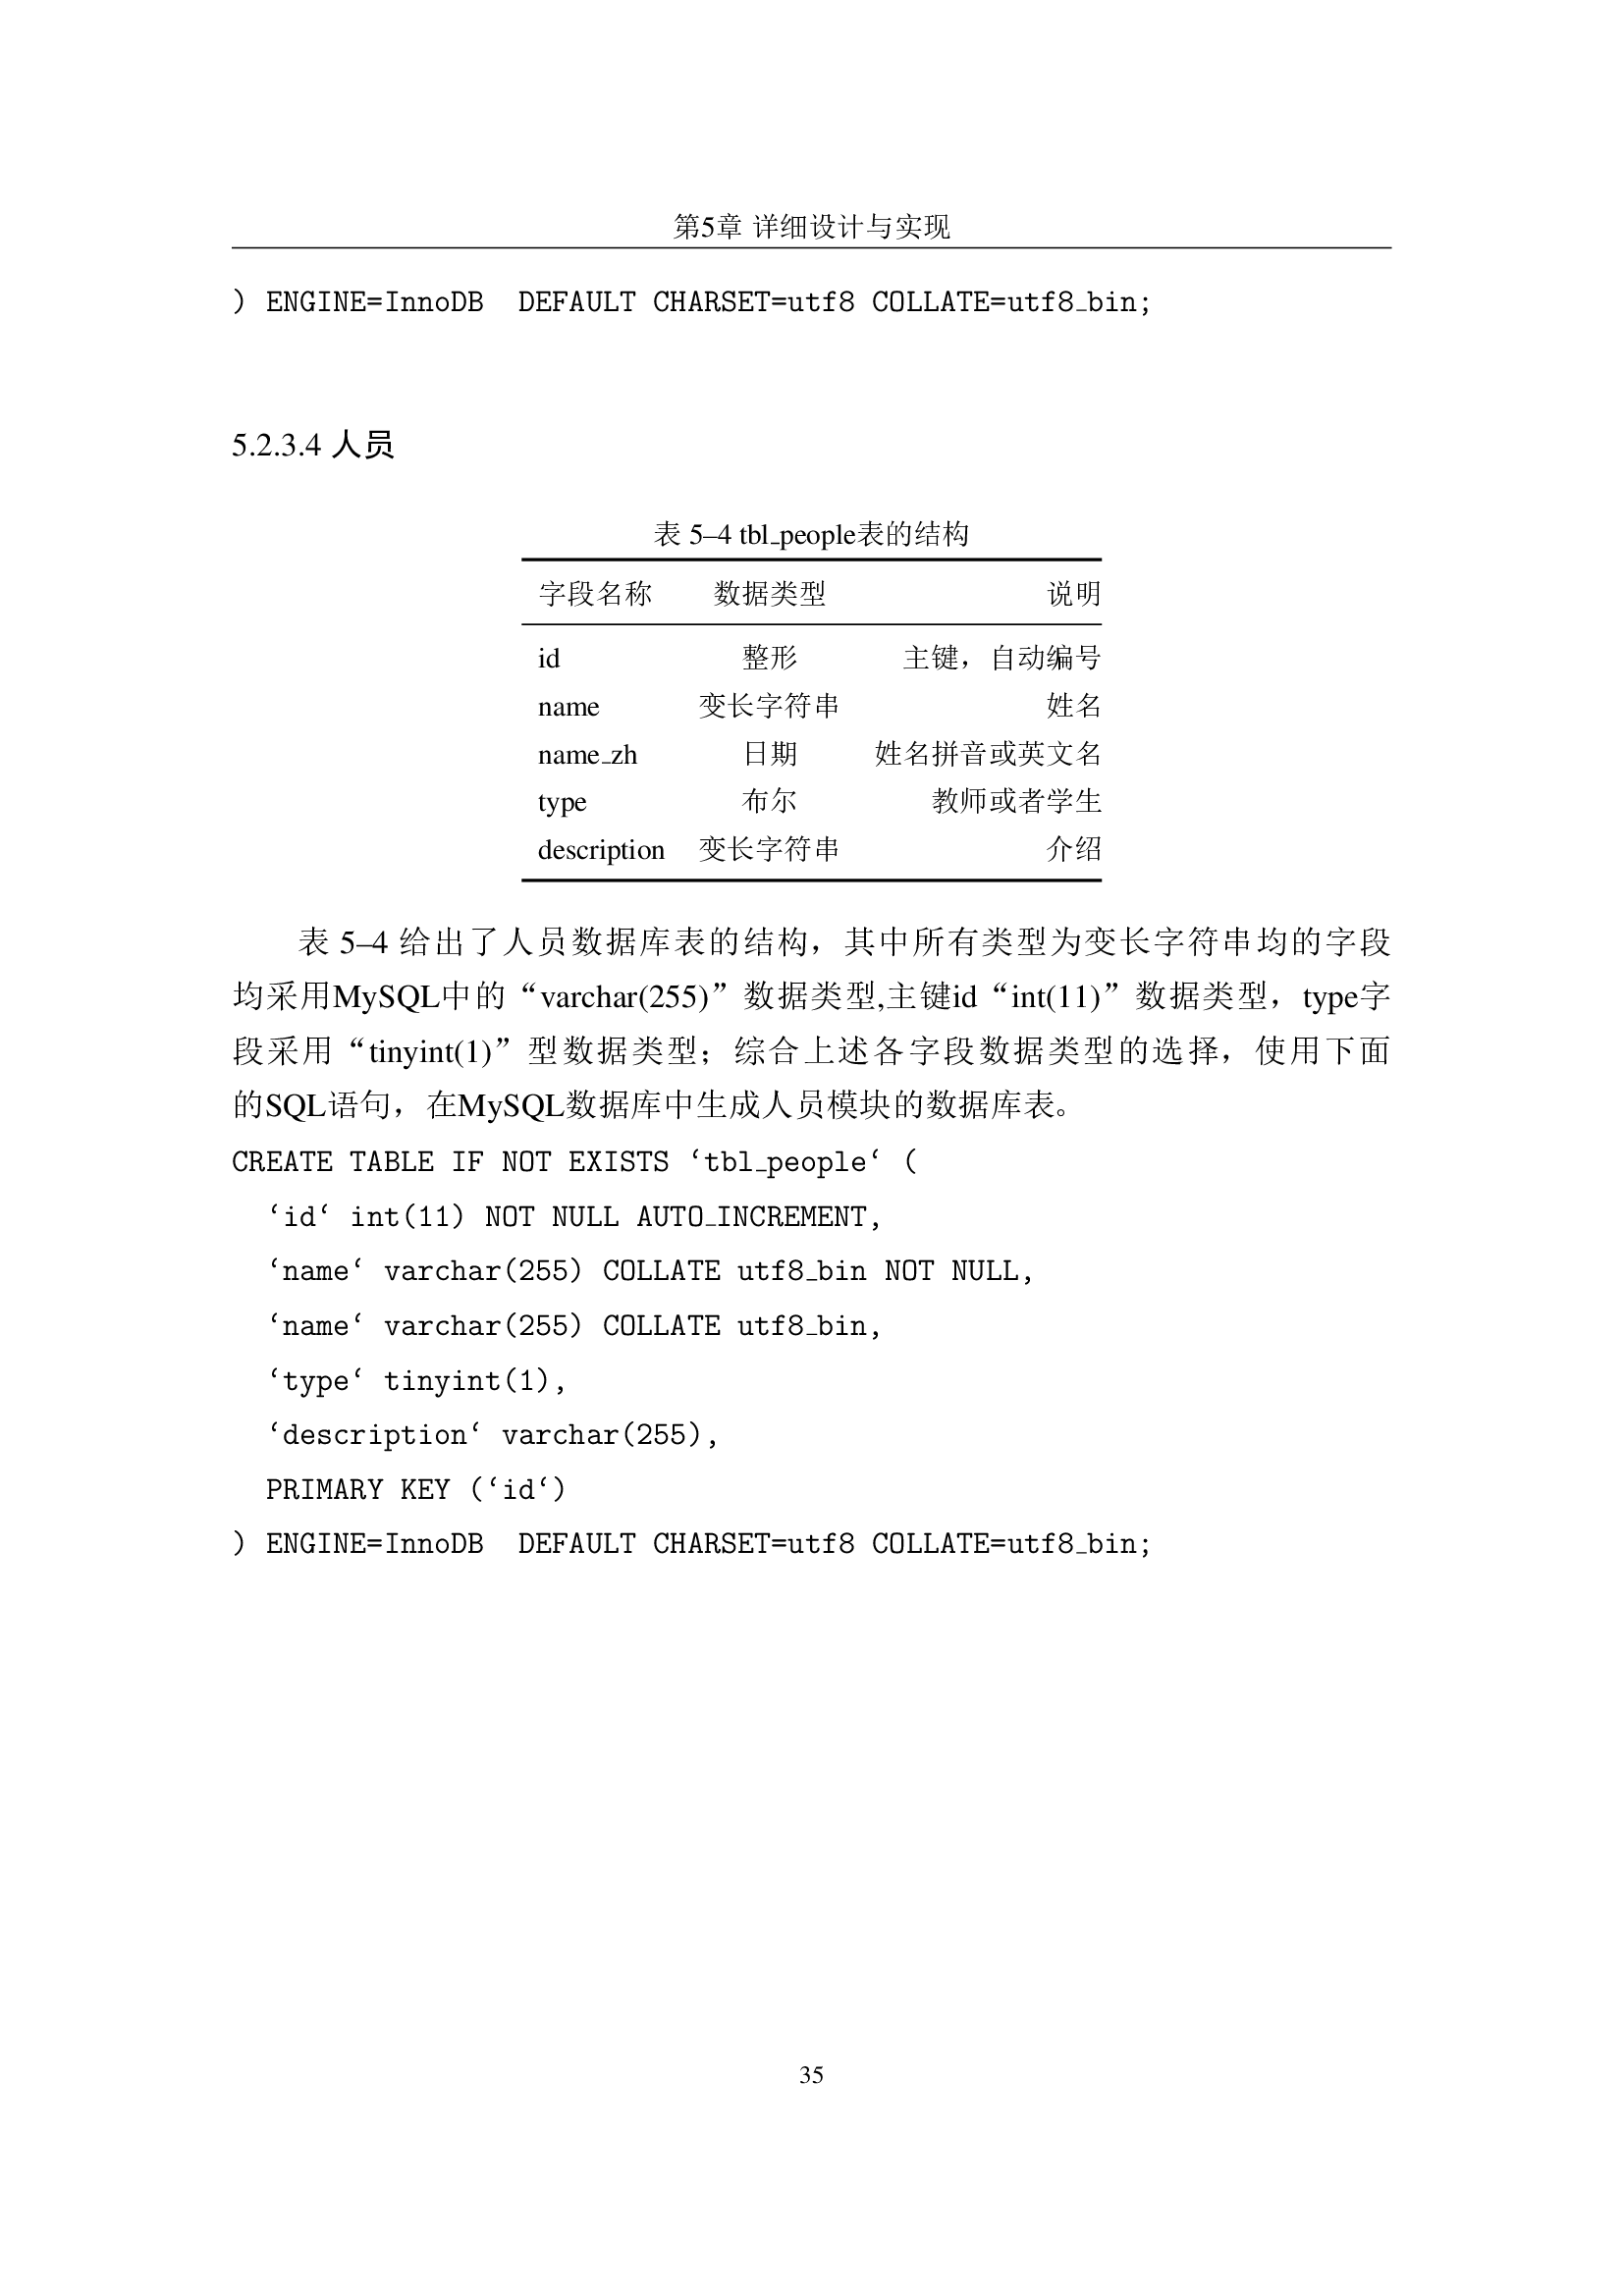 第5章 详细设计与实现
) ENGINE=InnoDB  DEFAULT CHARSET=utf8 COLLATE=utf8_bin;
5.2.3.4 人员
表 5–4 tbl_people表的结构
字段名称 数据类型 说明
id 整形 主键，自动编号
name 变长字符串 姓名
name_zh 日期 姓名拼音或英文名
type 布尔 教师或者学生
description 变长字符串 介绍
表 5–4 给出了人员数据库表的结构，其中所有类型为变长字符串均的字段
均采用MySQL中的“varchar(255)”数据类型,主键id“int(11)”数据类型，type字
段采用“tinyint(1)”型数据类型；综合上述各字段数据类型的选择，使用下面
的SQL语句，在MySQL数据库中生成人员模块的数据库表。
CREATE TABLE IF NOT EXISTS ‘tbl_people‘ (
  ‘id‘ int(11) NOT NULL AUTO_INCREMENT,
  ‘name‘ varchar(255) COLLATE utf8_bin NOT NULL,
  ‘name‘ varchar(255) COLLATE utf8_bin,
  ‘type‘ tinyint(1),
  ‘description‘ varchar(255),
  PRIMARY KEY (‘id‘)
) ENGINE=InnoDB  DEFAULT CHARSET=utf8 COLLATE=utf8_bin;
35